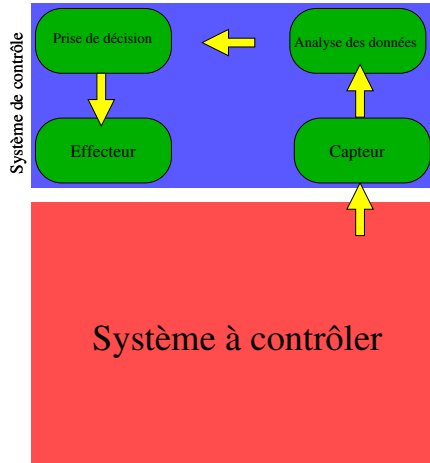 Système de contrôle
Prise de décision
Analyse des données
Effecteur
Capteur
Système à contrôler